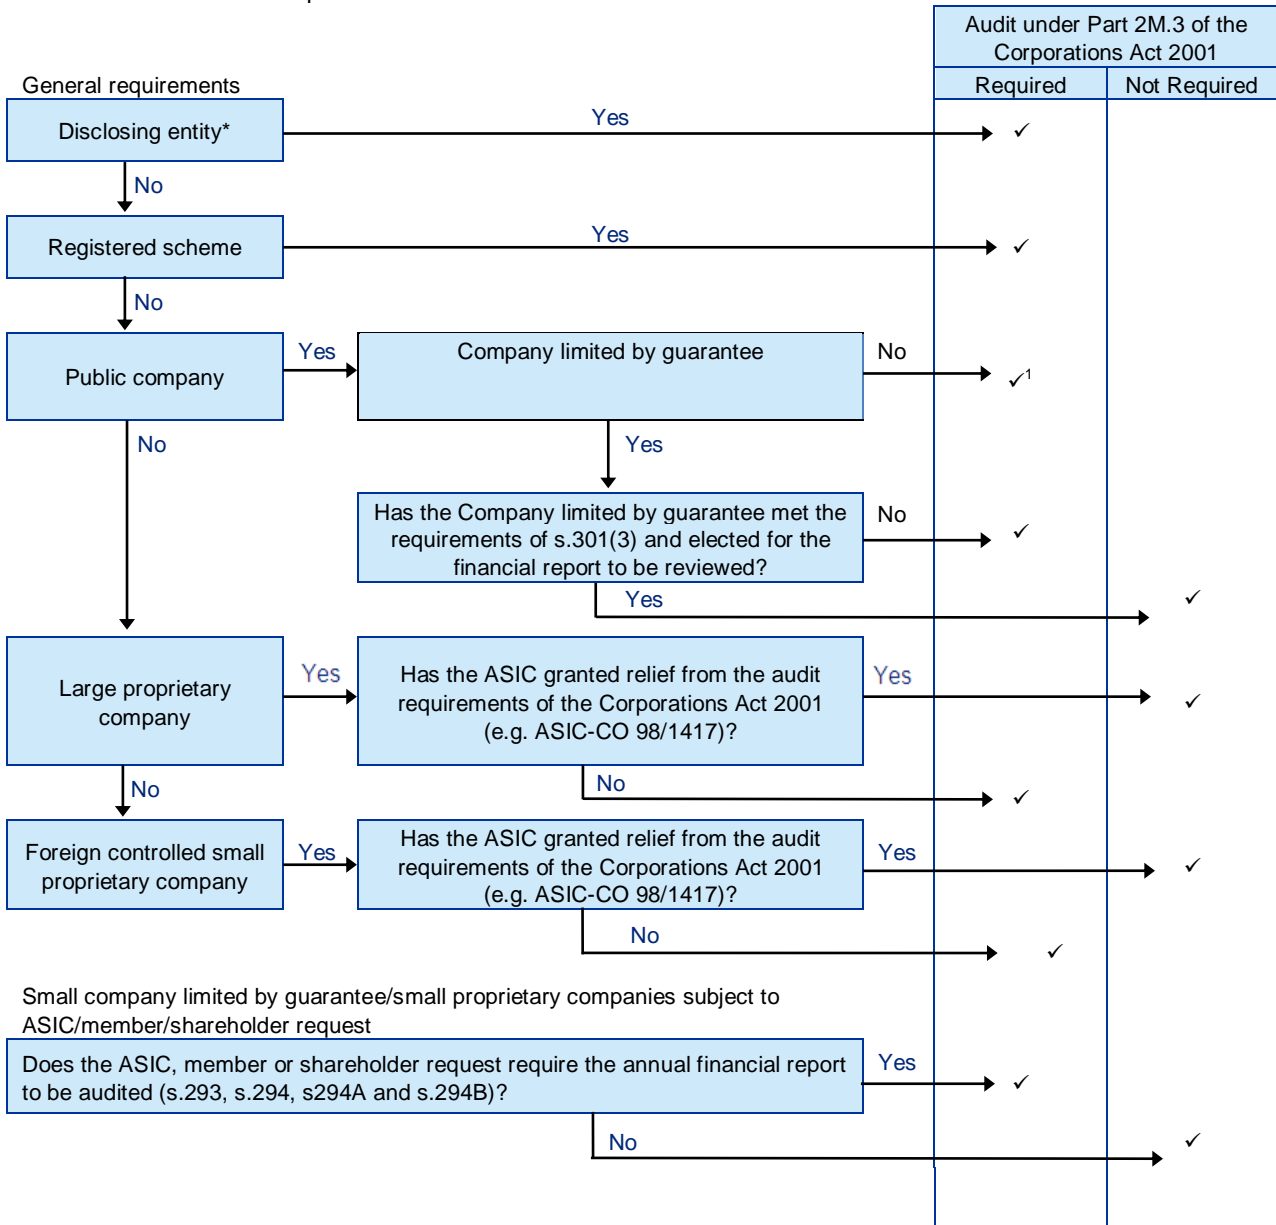 Audit under Part 2M.3 of the
Corporations Act 2001
General requirements
Required
Not Required
Disclosing entity*
Yes
✓
No
Registered scheme
Yes
✓
No
Public company
Yes
Company limited by guarantee
No
✓1
No
Yes
Has the Company limited by guarantee met the
requirements of s.301(3) and elected for the
financial report to be reviewed?
No
✓
Yes
✓
Large proprietary
company
Yes
Has the ASIC granted relief from the audit
requirements of the Corporations Act 2001
(e.g. ASIC-CO 98/1417)?
Yes
✓
No
No
✓
Foreign controlled small
proprietary company
Yes
Has the ASIC granted relief from the audit
requirements of the Corporations Act 2001
(e.g. ASIC-CO 98/1417)?
Yes
✓
No
✓
Small company limited by guarantee/small proprietary companies subject to
ASIC/member/shareholder request
Does the ASIC, member or shareholder request require the annual financial report
to be audited (s.293, s.294, s294A and s.294B)?
Yes
✓
No
✓